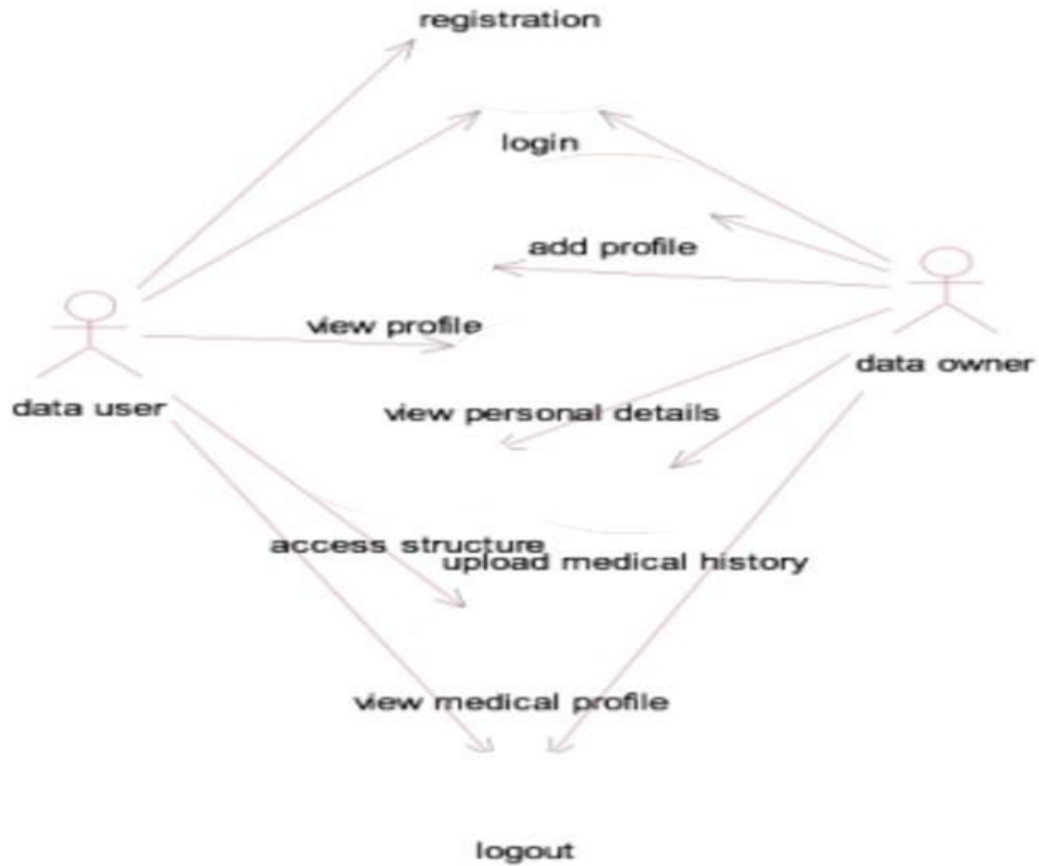 registration
login
add profile
view profile
data owner
data user
view personal details
access structure
upload medical history
view medical profile
logout